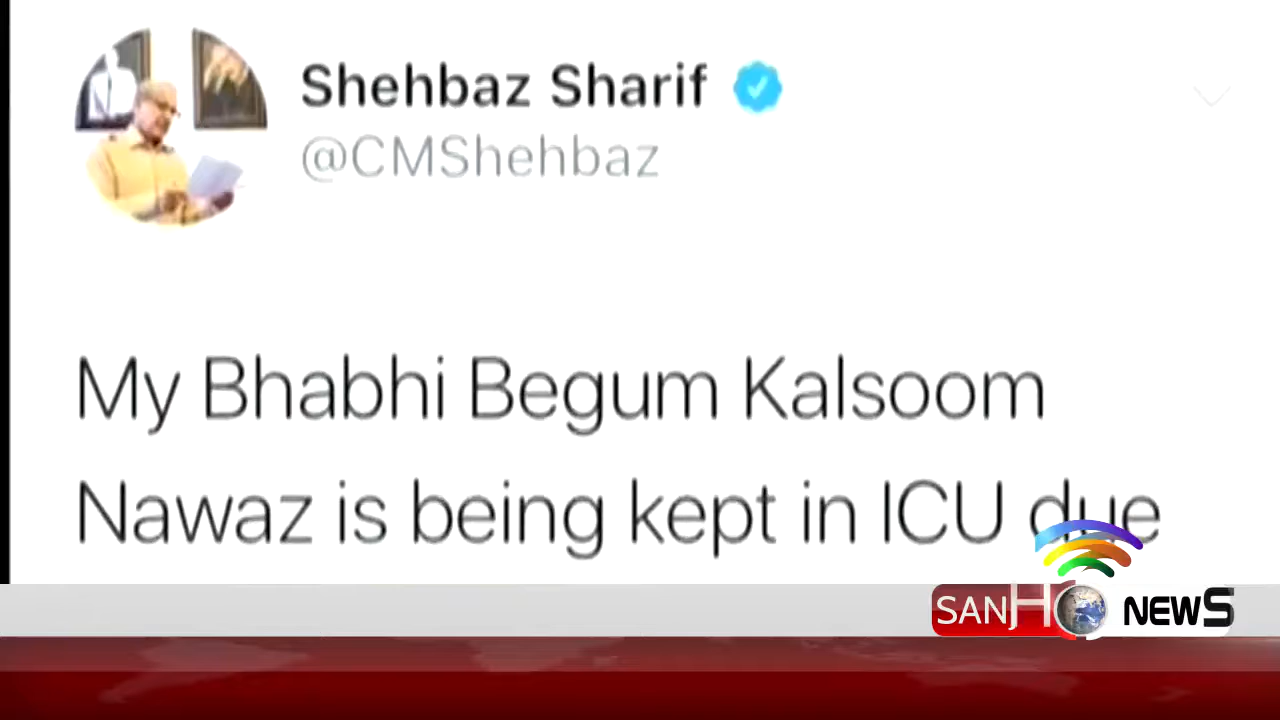 Shehbaz Sharif
@CMShehbaz
My Bhabhi Begum Kalsoom
Nawaz is being kept in ICU due
SANJH NEWS